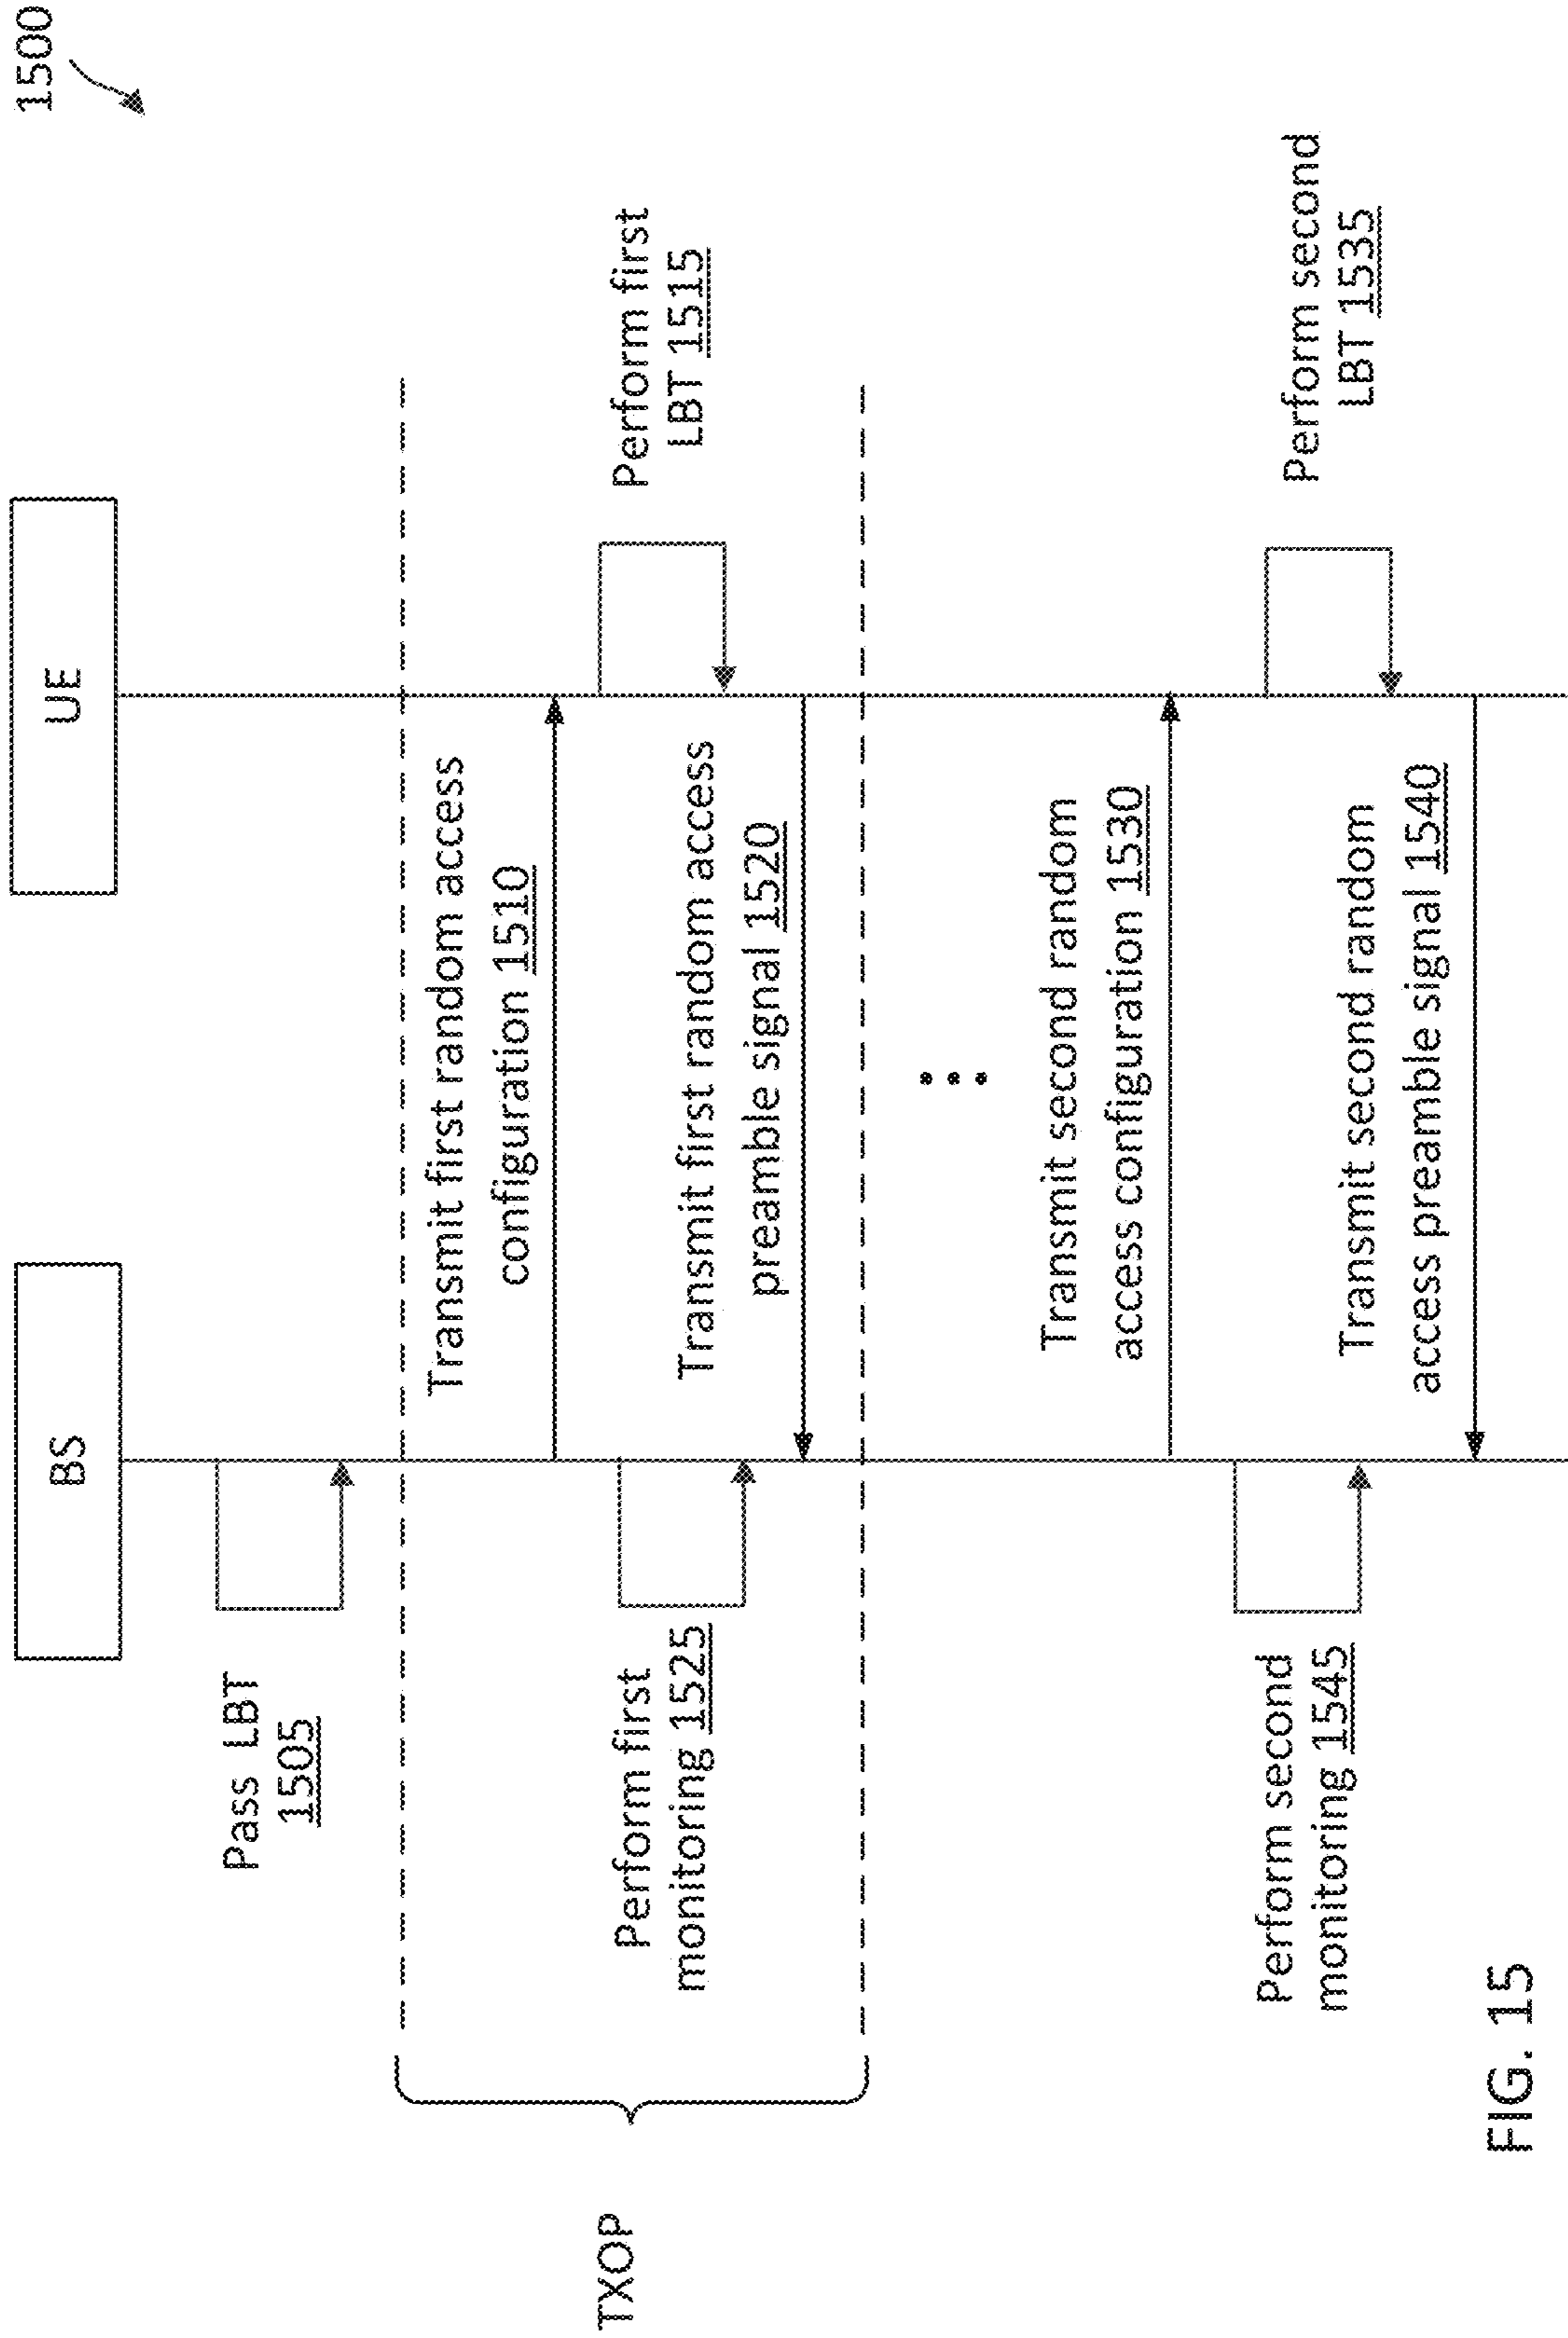 1500
BS
UE
Pass LBT
1505
TXOP
Transmit first random access
configuration 1510
Perform first
LBT 1515
Perform first
monitoring 1525
Transmit first random access
preamble signal 1520
Transmit second random
access configuration 1530
Perform second
LBT 1535
Perform second
monitoring 1545
Transmit second random
access preamble signal 1540
FIG. 15